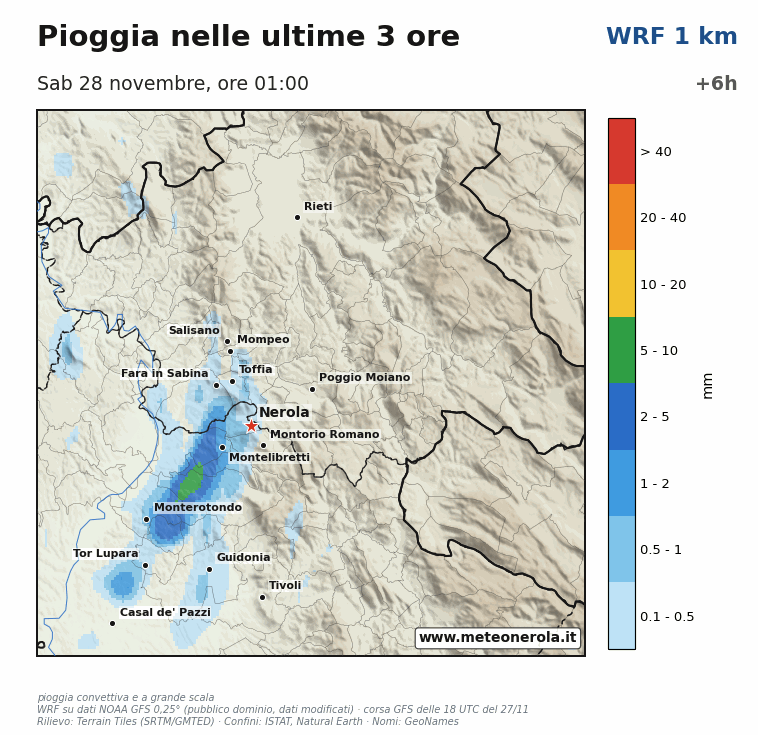 Pioggia nelle ultime 3 ore
WRF 1 km
Sab 28 novembre, ore 01:00
+6h
Rieti
Salisano
Mompeo
Fara in Sabina
Toffia
Poggio Moiano
Nerola
Montorio Romano
Montelibretti
Monterotondo
Tor Lupara
Guidonia
Tivoli
Casal de' Pazzi
www.meteonerola.it
> 40
20 - 40
10 - 20
5 - 10
2 - 5
1 - 2
0.5 - 1
0.1 - 0.5
mm
pioggia convettiva e a grande scala
WRF su dati NOAA GFS 0,25° (pubblico dominio, dati modificati) · corsa GFS delle 18 UTC del 27/11
Rilievo: Terrain Tiles (SRTM/GMTED) · Confini: ISTAT, Natural Earth · Nomi: GeoNames